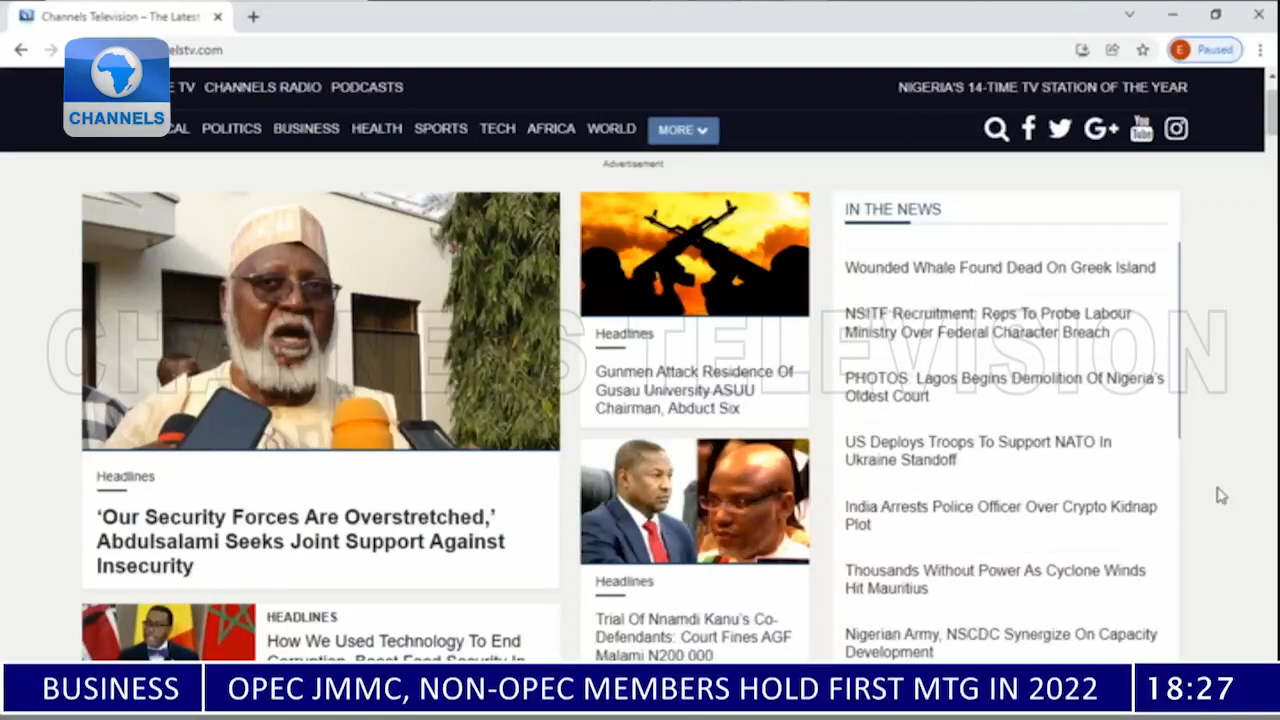 Channels Television – The Latest
elstv.com
Paused
E
CHANNELS
E TV CHANNELS RADIO PODCASTS
NIGERIA'S 14-TIME TV STATION OF THE YEAR
CAL POLITICS BUSINESS HEALTH SPORTS TECH AFRICA WORLD MORE
You
Tube
Advertisement
CHANNELS TELEVISION
Headlines
'Our Security Forces Are Overstretched,'
Abdulsalami Seeks Joint Support Against
Insecurity
HEADLINES
How We Used Technology To End
Corruption, Boost Food Security In
Headlines
Gunmen Attack Residence Of
Gusau University ASUU
Chairman, Abduct Six
Headlines
Trial Of Nnamdi Kanu's Co-
Defendants: Court Fines AGF
Malami N200,000
IN THE NEWS
Wounded Whale Found Dead On Greek Island
NSITF Recruitment: Reps To Probe Labour
Ministry Over Federal Character Breach
PHOTOS: Lagos Begins Demolition Of Nigeria's
Oldest Court
US Deploys Troops To Support NATO In
Ukraine Standoff
India Arrests Police Officer Over Crypto Kidnap
Plot
Thousands Without Power As Cyclone Winds
Hit Mauritius
Nigerian Army, NSCDC Synergize On Capacity
Development
BUSINESS
OPEC JMMC, NON-OPEC MEMBERS HOLD FIRST MTG IN 2022
18:27